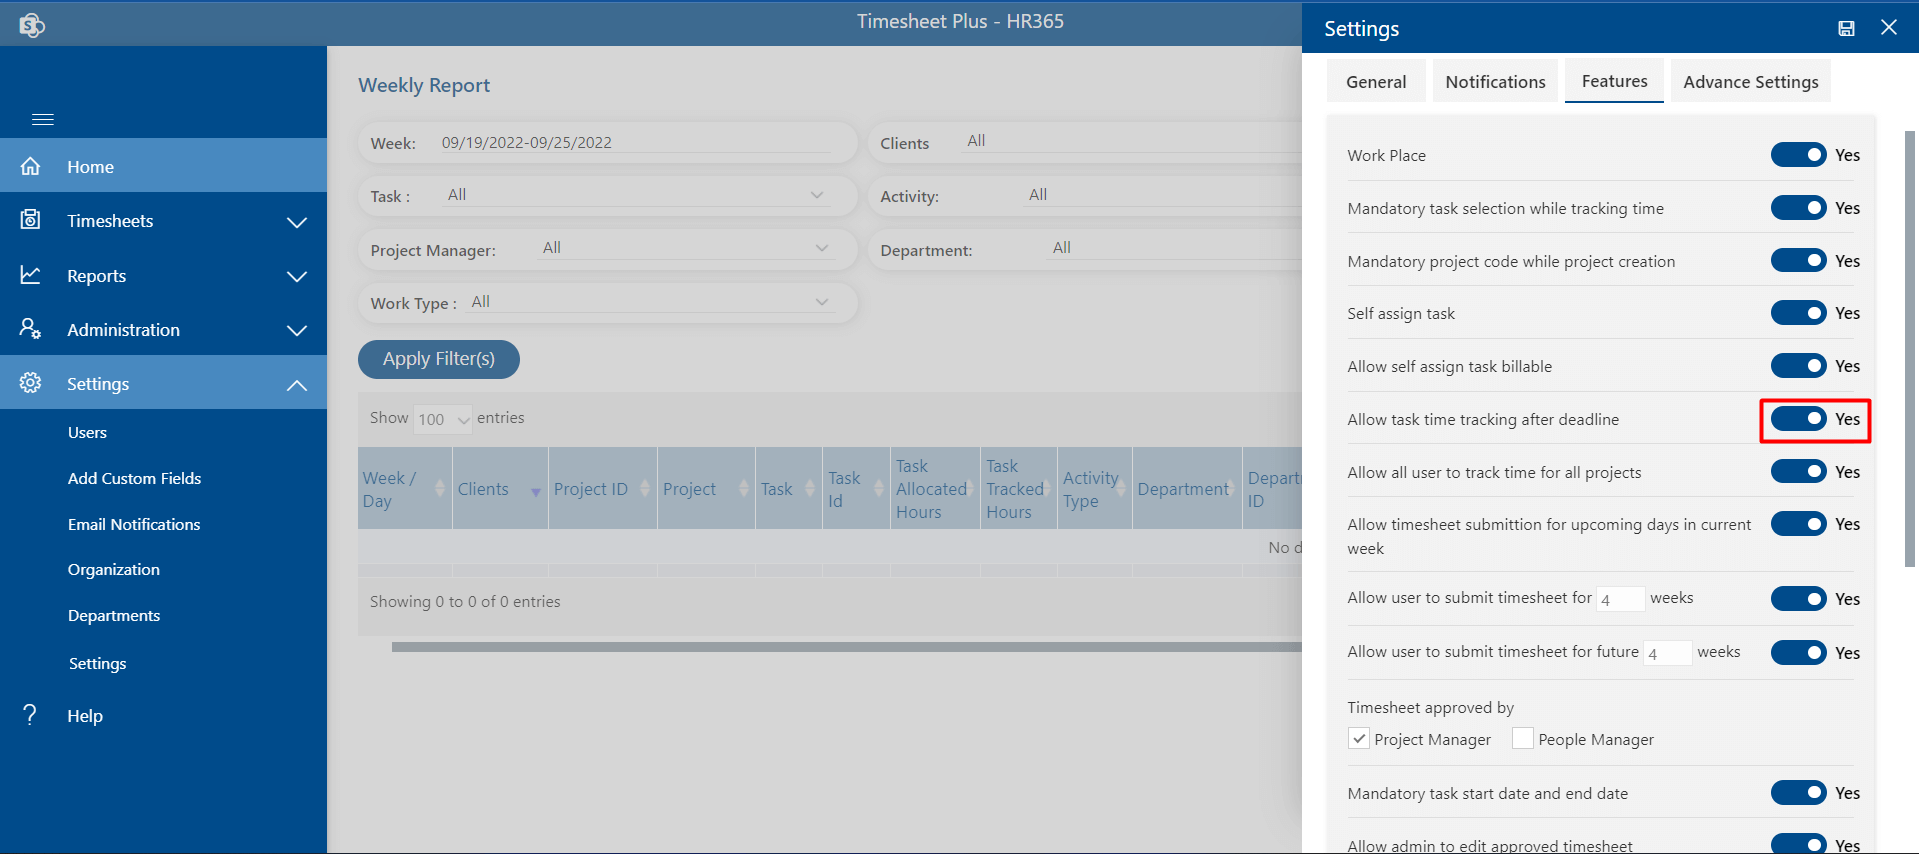 S
Timesheet Plus - HR365
Home
Timesheets
Reports
Administration
Settings
Users
Add Custom Fields
Email Notifications
Organization
Departments
Settings
? Help
Weekly Report
Week: 09/19/2022-09/25/2022
Clients All
Task : All
Activity: All
Project Manager: All
Department: All
Work Type : All
Apply Filter(s)
Show 100 entries
Week / Day
Clients
Project ID
Project
Task
Task Id
Task Allocated Hours
Task Tracked Hours
Activity Type
Department
Depart ID
No d
Showing 0 to 0 of 0 entries
Settings
General Notifications Features Advance Settings
Work Place Yes
Mandatory task selection while tracking time Yes
Mandatory project code while project creation Yes
Self assign task Yes
Allow self assign task billable Yes
Allow task time tracking after deadline Yes
Allow all user to track time for all projects Yes
Allow timesheet submittion for upcoming days in current Yes
week
Allow user to submit timesheet for 4 weeks Yes
Allow user to submit timesheet for future 4 weeks Yes
Timesheet approved by
Project Manager People Manager
Mandatory task start date and end date Yes
Allow admin to edit approved timesheet Yes